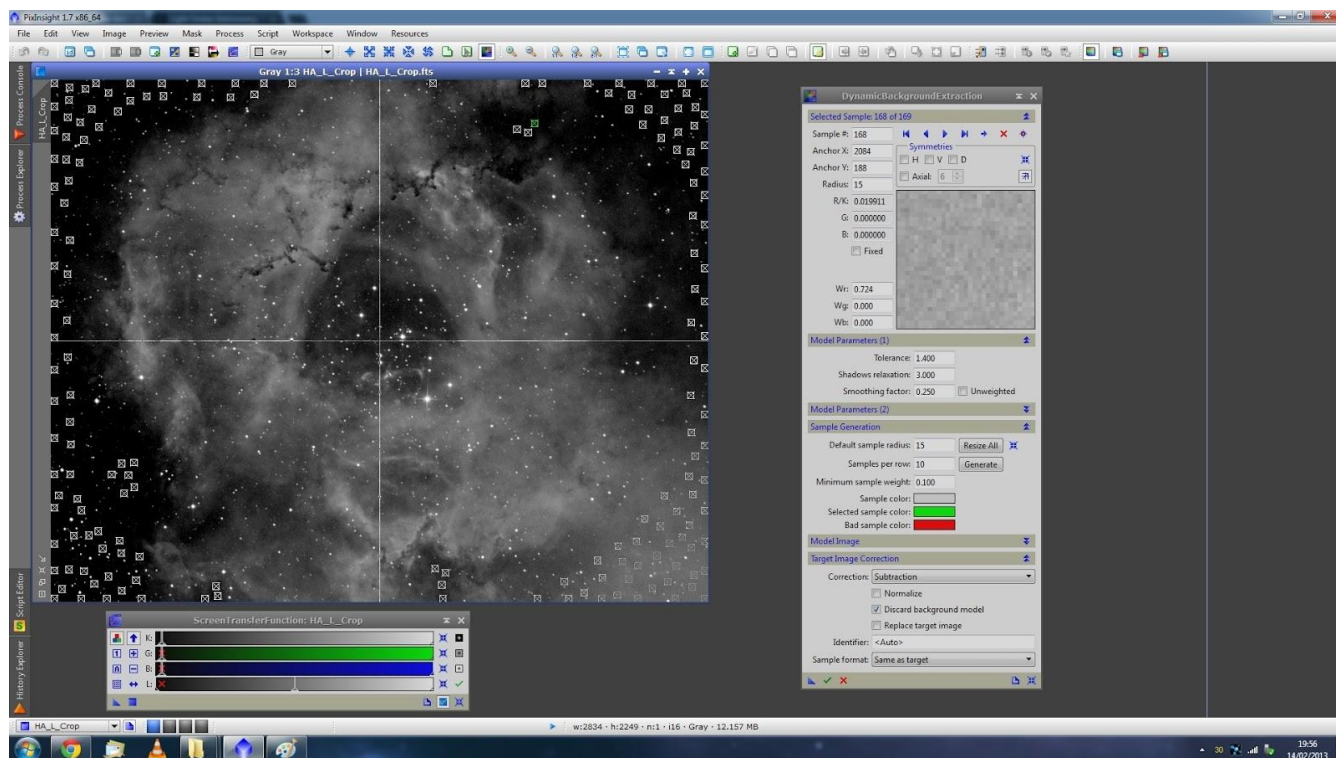 PixInsight 1.7 x86_64
File Edit View Image Preview Mask Process Script Workspace Window Resources
Gray
Process Console
Process Explorer
Script Editor
History Explorer
Gray 1:3 HA_L_Crop | HA_L_Crop.fts
HA_L_Crop
DynamicBackgroundExtraction
Selected Sample: 168 of 169
Sample #: 168
Anchor X: 2084
Anchor Y: 188
Radius: 15
Symmetries
H V D
Axial: 6
R/K: 0.019911
G: 0.000000
B: 0.000000
Fixed
Wr: 0.724
Wg: 0.000
Wb: 0.000
Model Parameters (1)
Tolerance: 1.400
Shadows relaxation: 3.000
Smoothing factor: 0.250 Unweighted
Model Parameters (2)
Sample Generation
Default sample radius: 15 Resize All
Samples per row: 10 Generate
Minimum sample weight: 0.100
Sample color:
Selected sample color:
Bad sample color:
Model Image
Target Image Correction
Correction: Subtraction
Normalize
Discard background model
Replace target image
Identifier: <Auto>
Sample format: Same as target
ScreenTransferFunction: HA_L_Crop
K:
G:
B:
L:
HA_L_Crop
w:2834 · h:2249 · n:1 · i16 · Gray · 12.157 MB
30
19:56
14/02/2013